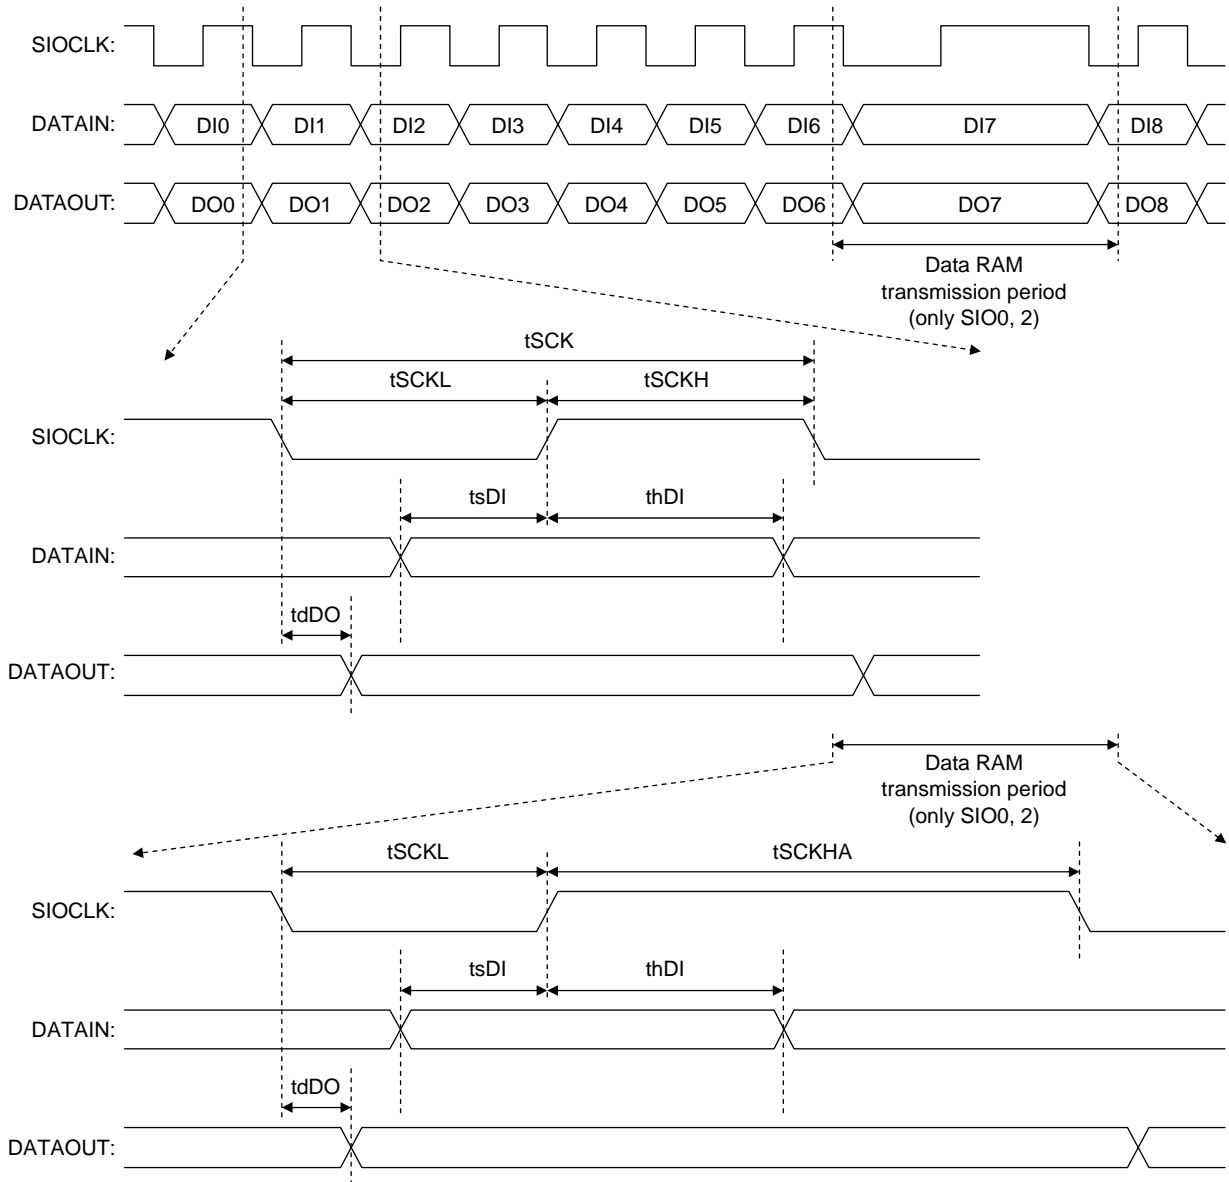 SIOCLK:
DATAIN: DI0 DI1 DI2 DI3 DI4 DI5 DI6 DI7 DI8
DATAOUT: DO0 DO1 DO2 DO3 DO4 DO5 DO6 DO7 DO8
Data RAM
transmission period
(only SIO0, 2)
tSCK
tSCKL tSCKH
SIOCLK:
tsDI thDI
DATAIN:
tdDO
DATAOUT:
Data RAM
transmission period
(only SIO0, 2)
tSCKL tSCKHA
SIOCLK:
tsDI thDI
DATAIN:
tdDO
DATAOUT: